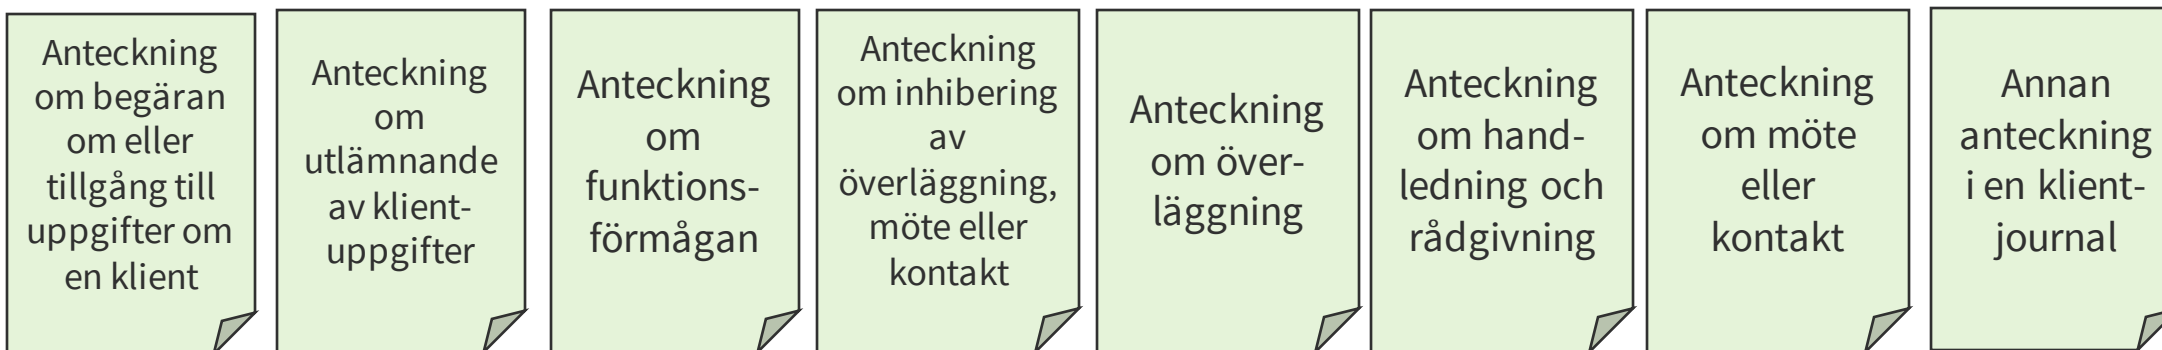 Anteckning
om begäran
om eller
tillgång till
uppgifter om
en klient
Anteckning
om
utlämnande
av klient-
uppgifter
Anteckning
om
funktions-
förmågan
Anteckning
om inhibering
av
överläggning,
möte eller
kontakt
Anteckning
om över-
läggning
Anteckning
om hand-
ledning och
rådgivning
Anteckning
om möte
eller
kontakt
Annan
anteckning
i en klient-
journal